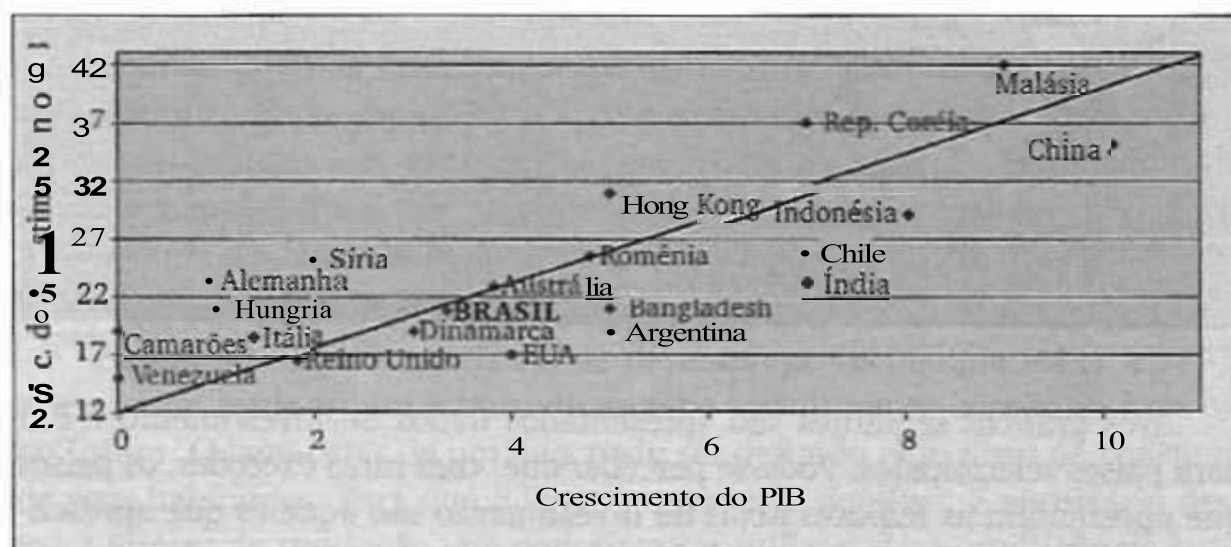 42
Malásia
37
Rep. Coréia
China
32
Hong Kong
Indonésia
27
Síria
Romênia
Chile
Alemanha
Índia
Austrália
22
Hungria
BRASIL
Bangladesh
Itália
Dinamarca
Argentina
Camarões
17
Reino Unido
EUA
Venezuela
12
0 2 4 6 8 10
Crescimento do PIB